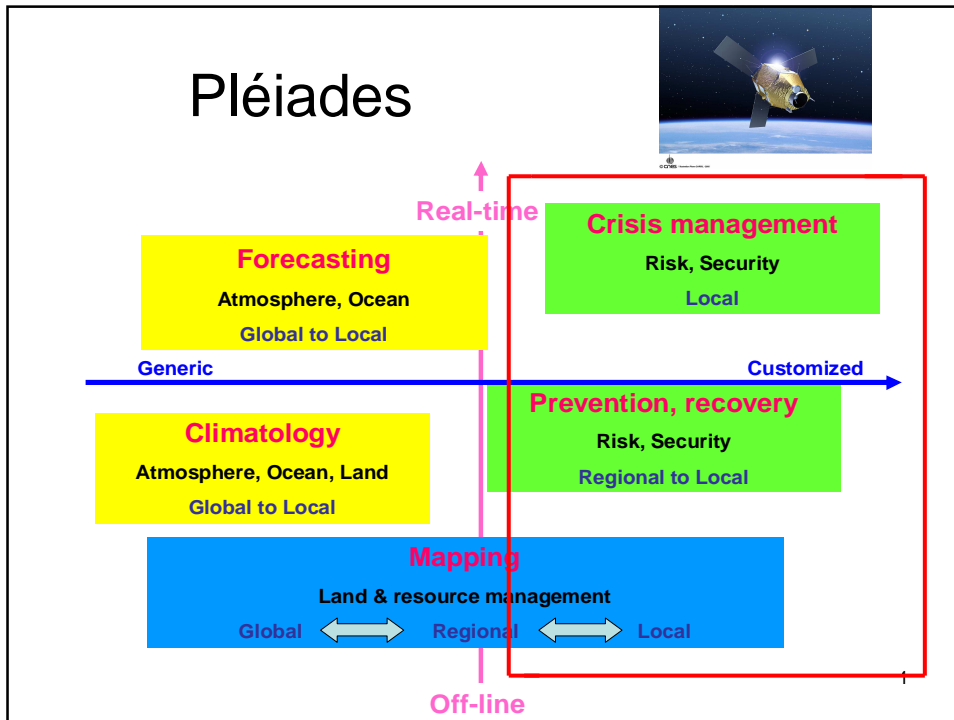 Pléiades
Real-time
Crisis management
Risk, Security
Local
Forecasting
Atmosphere, Ocean
Global to Local
Generic
Customized
Prevention, recovery
Risk, Security
Regional to Local
Climatology
Atmosphere, Ocean, Land
Global to Local
Mapping
Land & resource management
Global Regional Local
1
Off-line